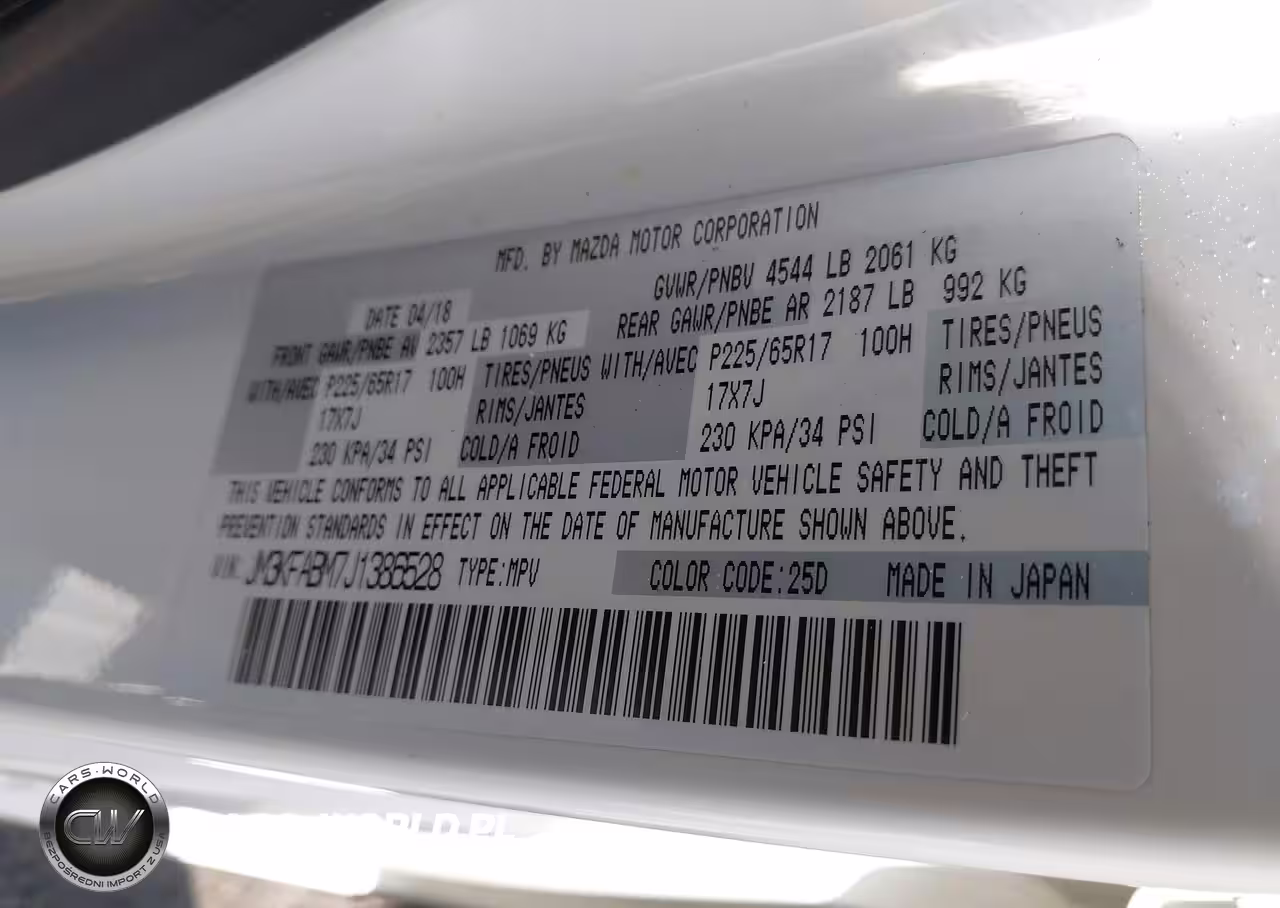 MFD. BY MAZDA MOTOR CORPORATION
DATE 04/18 GVWR/PNBV 4544 LB 2061 KG
FRONT GAWR/PNBE AV 2357 LB 1069 KG REAR GAWR/PNBE AR 2187 LB 992 KG
WITH/AVEC P225/65R17 100H TIRES/PNEUS WITH/AVEC P225/65R17 100H TIRES/PNEUS
17X7J RIMS/JANTES 17X7J RIMS/JANTES
230 KPA/34 PSI COLD/A FROID 230 KPA/34 PSI COLD/A FROID
THIS VEHICLE CONFORMS TO ALL APPLICABLE FEDERAL MOTOR VEHICLE SAFETY AND THEFT
PREVENTION STANDARDS IN EFFECT ON THE DATE OF MANUFACTURE SHOWN ABOVE.
VIN: JM3KFABM7J1386528 TYPE:MPV COLOR CODE:25D MADE IN JAPAN
CARS-WORLD
CW
BEZPOŚREDNI IMPORT Z USA
WORLD.PL